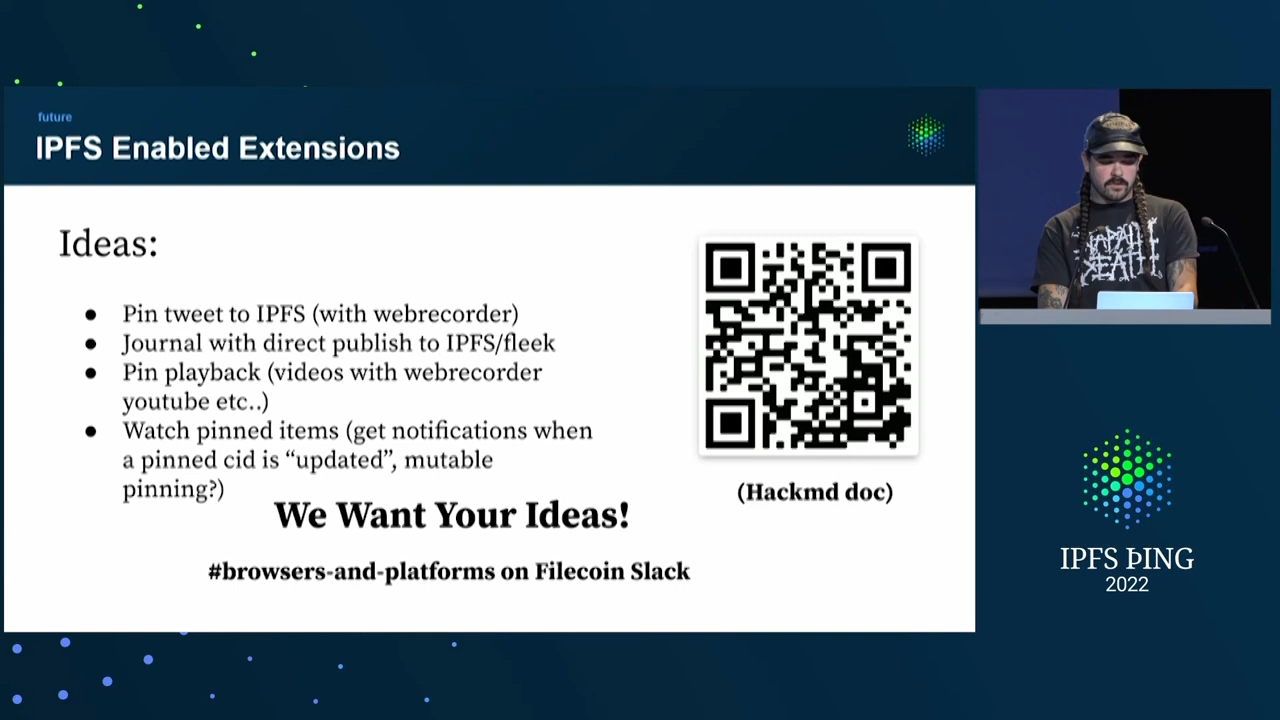 future
IPFS Enabled Extensions
Ideas:
● Pin tweet to IPFS (with webrecorder)
● Journal with direct publish to IPFS/fleek
● Pin playback (videos with webrecorder
youtube etc..)
● Watch pinned items (get notifications when
a pinned cid is “updated”, mutable
pinning?)
We Want Your Ideas!
#browsers-and-platforms on Filecoin Slack
(Hackmd doc)
NAPALM
DEATH
IPFS ÞING
2022